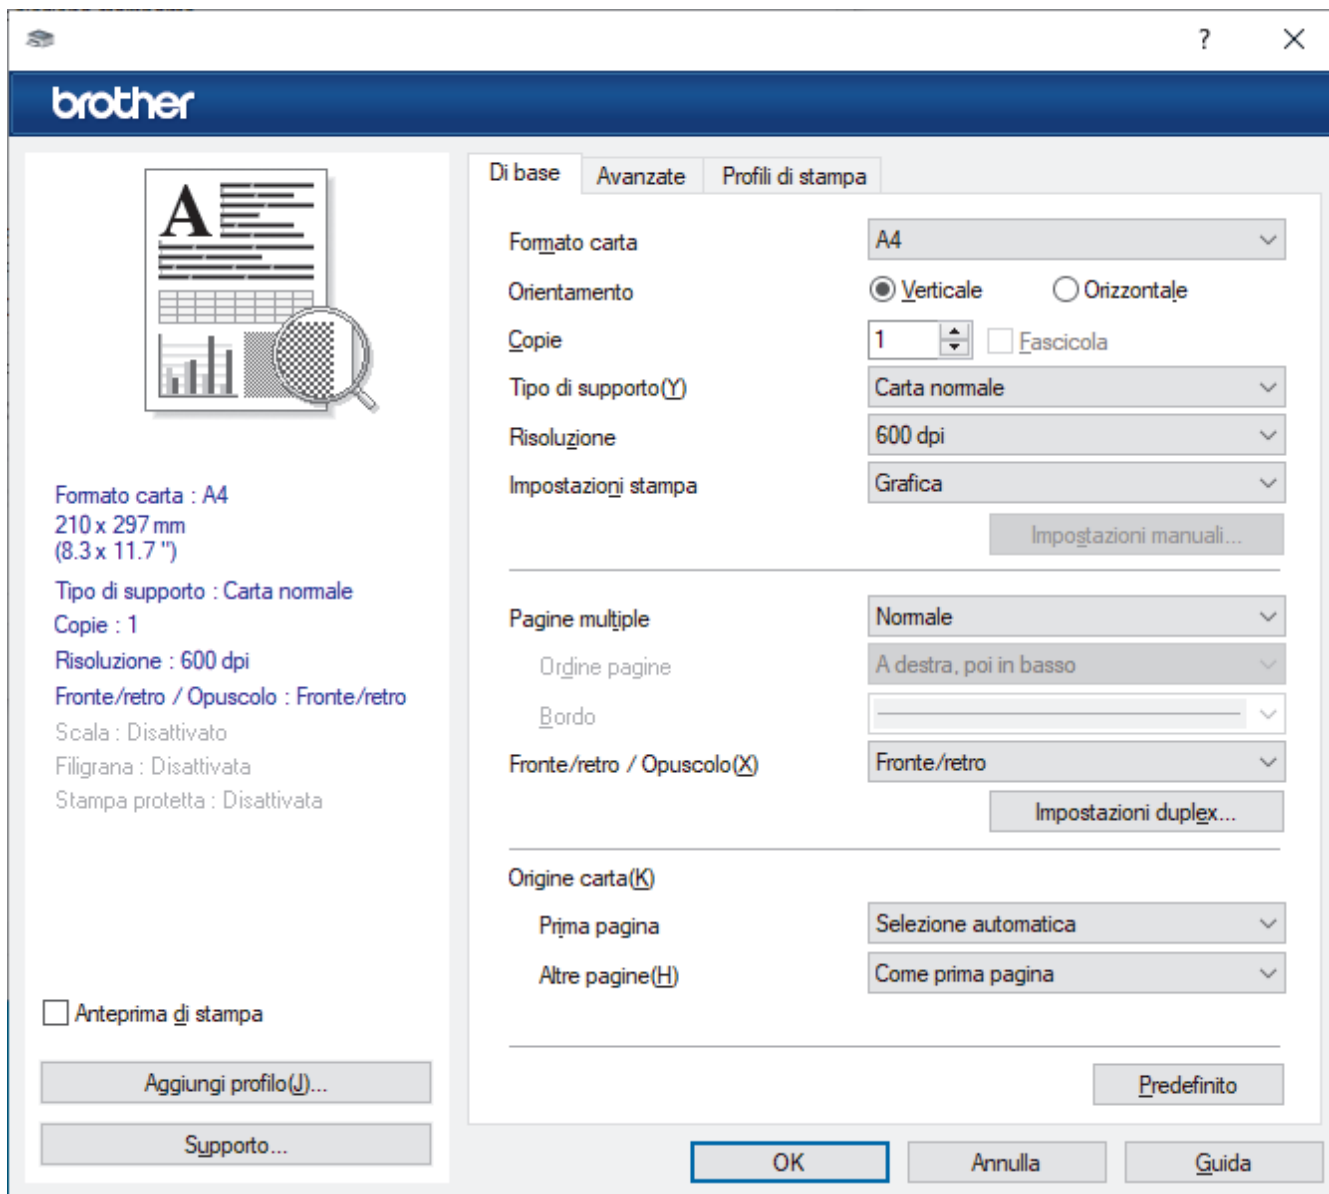 ?
brother
A
Di base Avanzate Profili di stampa
Formato carta A4
Orientamento Verticale Orizzontale
Copie 1 Fascicola
Tipo di supporto(Y) Carta normale
Risoluzione 600 dpi
Impostazioni stampa Grafica
Impostazioni manuali...
Pagine multiple Normale
Ordine pagine A destra, poi in basso
Bordo
Fronte/retro / Opuscolo(X) Fronte/retro
Impostazioni duplex...
Origine carta(K)
Prima pagina Selezione automatica
Altre pagine(H) Come prima pagina
Predefinito
Formato carta : A4
210 x 297 mm
(8.3 x 11.7 ")
Tipo di supporto : Carta normale
Copie : 1
Risoluzione : 600 dpi
Fronte/retro / Opuscolo : Fronte/retro
Scala : Disattivato
Filigrana : Disattivata
Stampa protetta : Disattivata
Anteprima di stampa
Aggiungi profilo(J)...
Supporto...
OK Annulla Guida